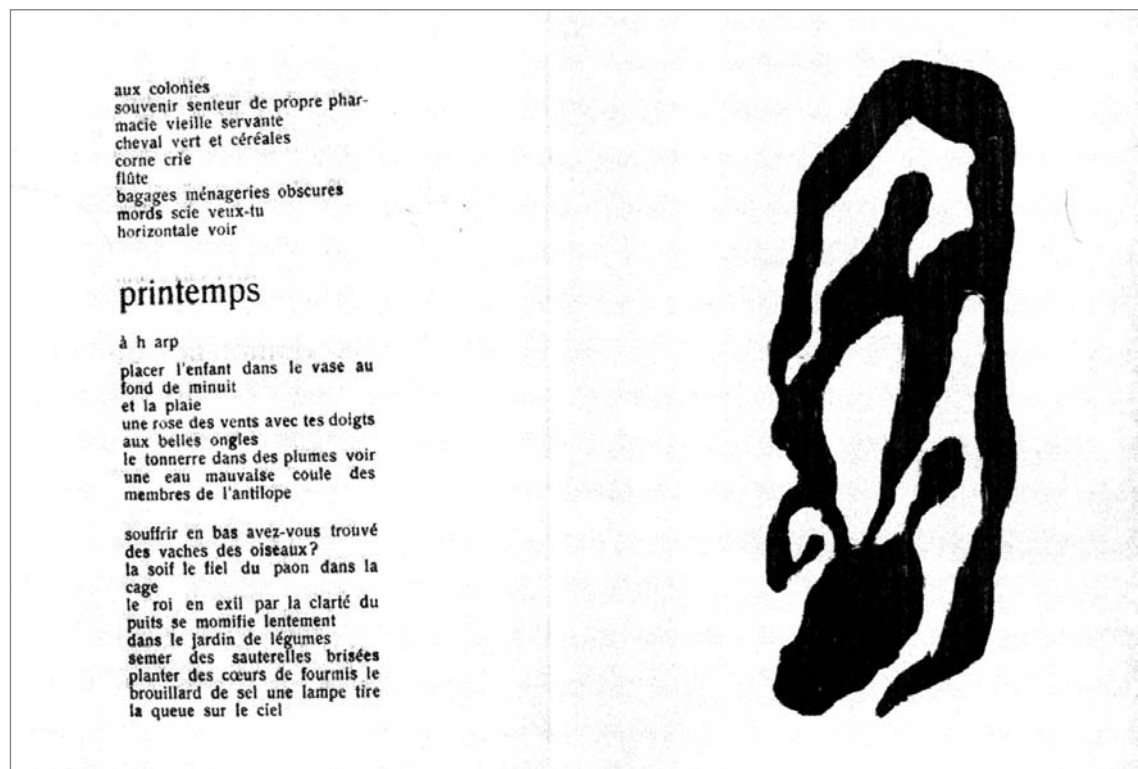 aux colonies
souvenir senteur de propre phar-
macie vieille servante
cheval vert et céréales
corne crie
flûte
bagages ménageries obscures
mords scie veux-tu
horizontale voir
printemps
à h arp
placer l'enfant dans le vase au
fond de minuit
et la plaie
une rose des vents avec tes doigts
aux belles ongles
le tonnerre dans des plumes voir
une eau mauvaise coule des
membres de l'antilope
souffrir en bas avez-vous trouvé
des vaches des oiseaux?
la soif le fiel du paon dans la
cage
le roi en exil par la clarté du
puits se momifie lentement
dans le jardin de légumes
semer des sauterelles brisées
planter des cœurs de fourmis le
brouillard de sel une lampe tire
la queue sur le ciel